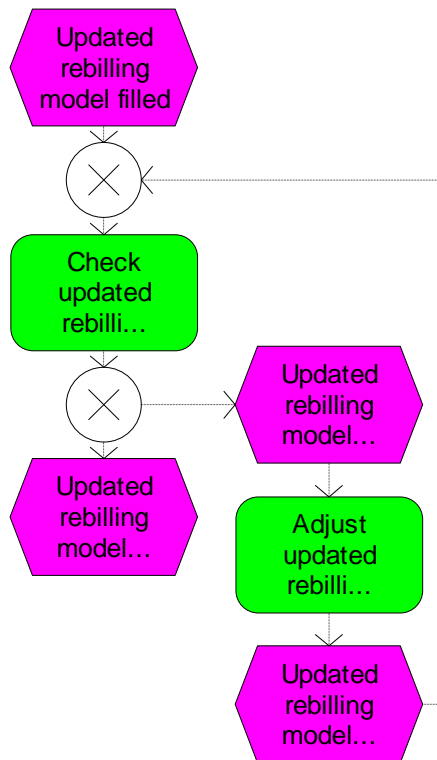 Updated
rebilling
model filled
Check
updated
rebilli...
Updated
rebilling
model...
Updated
rebilling
model...
Adjust
updated
rebilli...
Updated
rebilling
model...